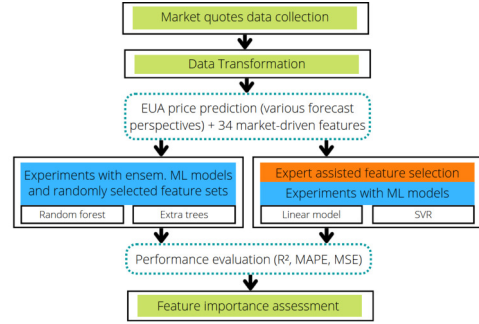 Market quotes data collection
Data Transformation
EUA price prediction (various forecast
perspectives) + 34 market-driven features
Experiments with ensem. ML models
and randomly selected feature sets
Random forest
Extra trees
Expert assisted feature selection
Experiments with ML models
Linear model
SVR
Performance evaluation (R², MAPE, MSE)
Feature importance assessment